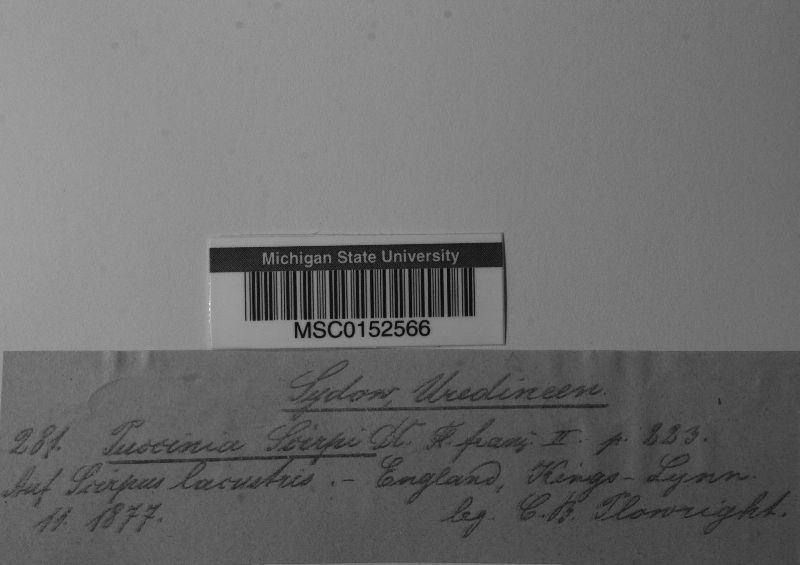 Michigan State University
MSC0152566
Sydow, Uredineen.
281. Puccinia Scirpi DC. Fl. franç. II. p. 223.
Auf Scirpus lacustris. – England, Kings-Lynn.
11. 1877. leg. C. B. Plowright.